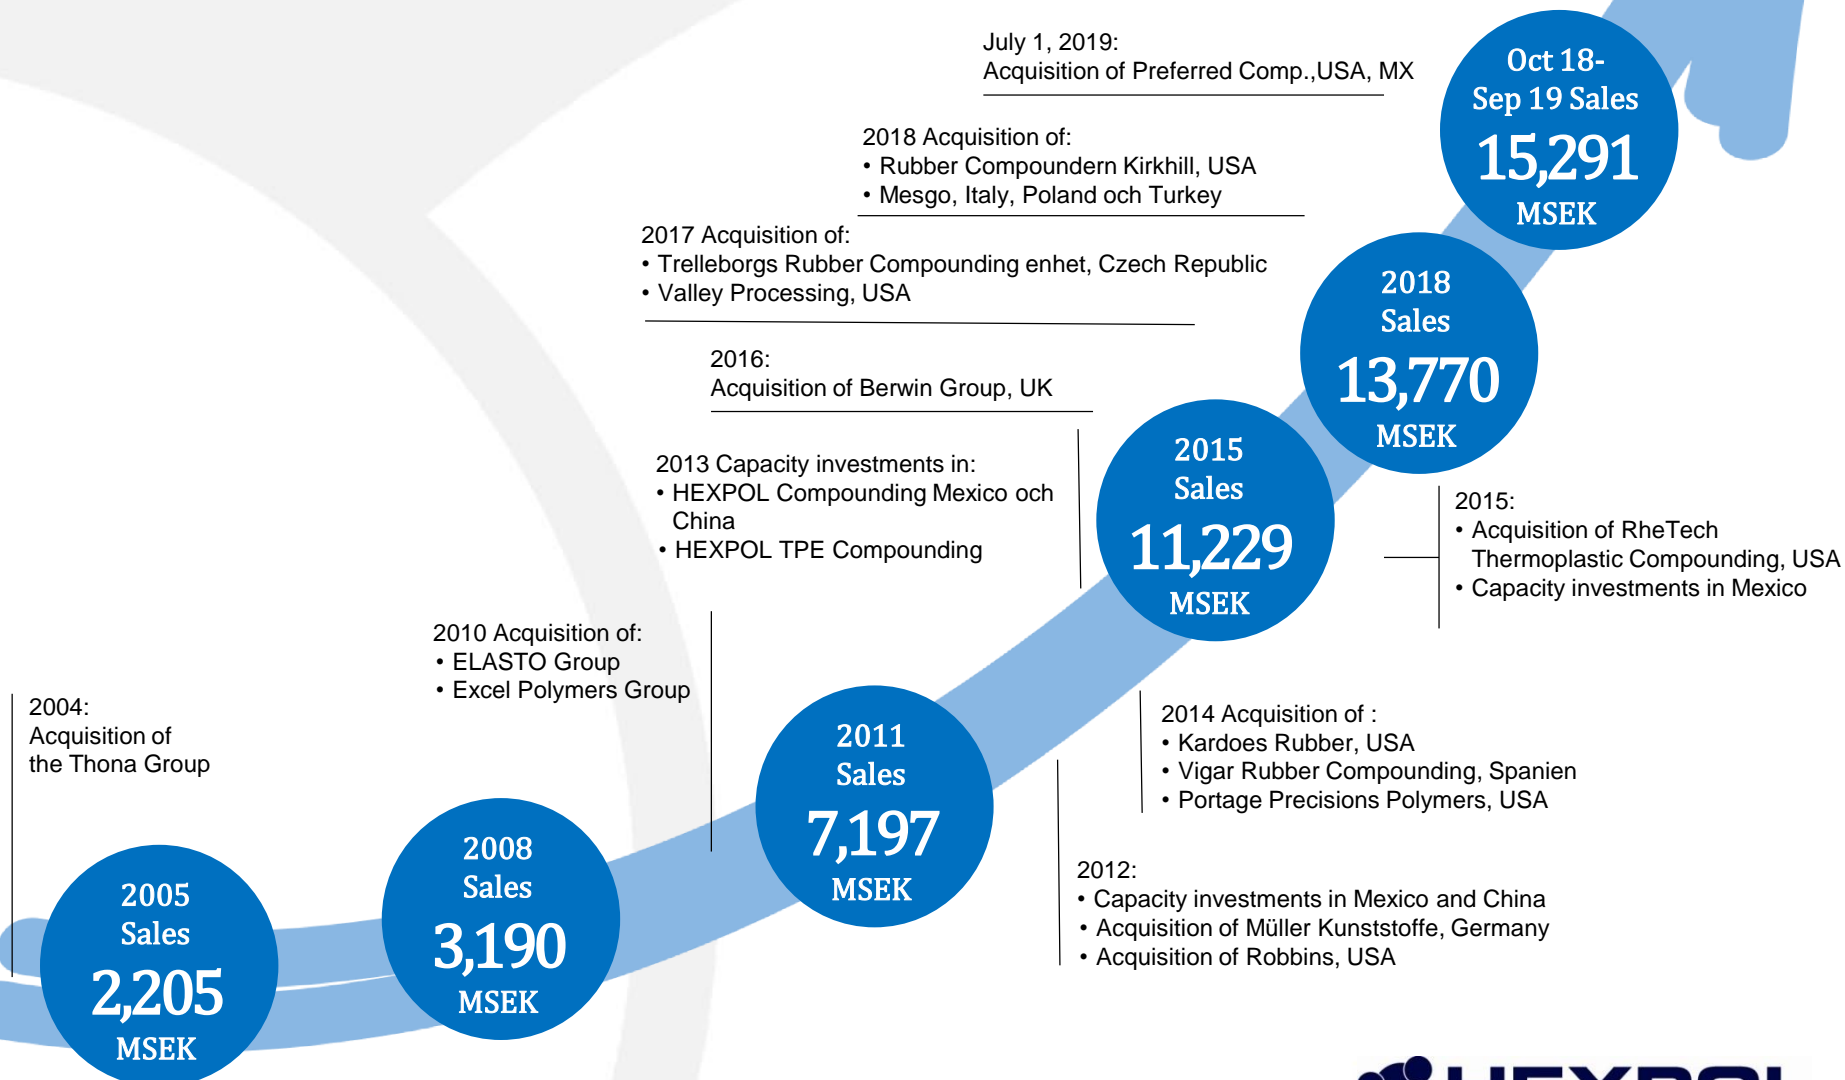 July 1, 2019:
Acquisition of Preferred Comp.,USA, MX
Oct 18-
Sep 19 Sales
15,291
MSEK
2018 Acquisition of:
• Rubber Compoundern Kirkhill, USA
• Mesgo, Italy, Poland och Turkey
2017 Acquisition of:
• Trelleborgs Rubber Compounding enhet, Czech Republic
• Valley Processing, USA
2018
Sales
13,770
MSEK
2016:
Acquisition of Berwin Group, UK
2015
Sales
11,229
MSEK
2013 Capacity investments in:
• HEXPOL Compounding Mexico och
China
• HEXPOL TPE Compounding
2015:
• Acquisition of RheTech
Thermoplastic Compounding, USA
• Capacity investments in Mexico
2010 Acquisition of:
• ELASTO Group
• Excel Polymers Group
2004:
Acquisition of
the Thona Group
2011
Sales
7,197
MSEK
2014 Acquisition of :
• Kardoes Rubber, USA
• Vigar Rubber Compounding, Spanien
• Portage Precisions Polymers, USA
2008
Sales
3,190
MSEK
2012:
• Capacity investments in Mexico and China
• Acquisition of Müller Kunststoffe, Germany
• Acquisition of Robbins, USA
2005
Sales
2,205
MSEK
HEXPOL